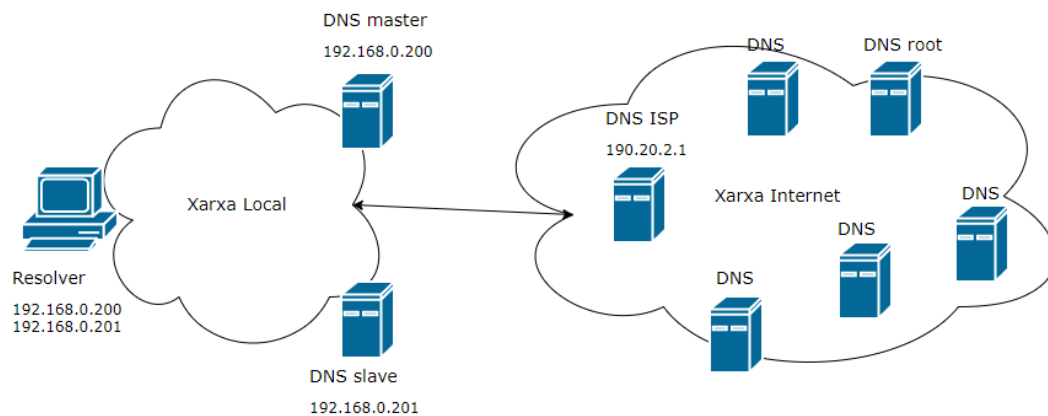 DNS master
192.168.0.200
DNS
DNS root
DNS ISP
190.20.2.1
Xarxa Local
Xarxa Internet
DNS
DNS
Resolver
192.168.0.200
192.168.0.201
DNS
DNS slave
192.168.0.201